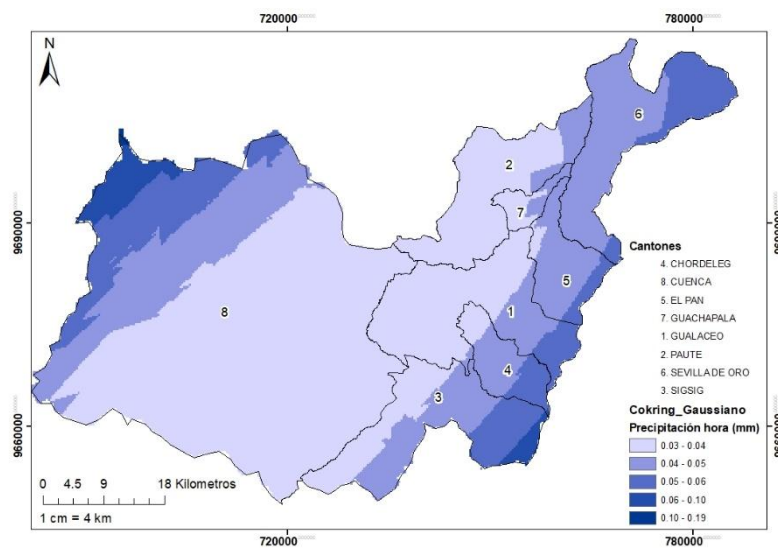 720000
780000
N
6
2
7
9690000
Cantones
4. CHORDELEG
8. CUENCA
5. EL PAN
7. GUACHAPALA
1. GUALACEO
2. PAUTE
6. SEVILLA DE ORO
3. SIGSIG
5
8
1
4
3
Cokring_Gaussiano
Precipitación hora (mm)
0.03 - 0.04
0.04 - 0.05
0.05 - 0.06
0.06 - 0.10
0.10 - 0.19
9660000
0 4.5 9 18 Kilometros
1 cm = 4 km
720000
780000